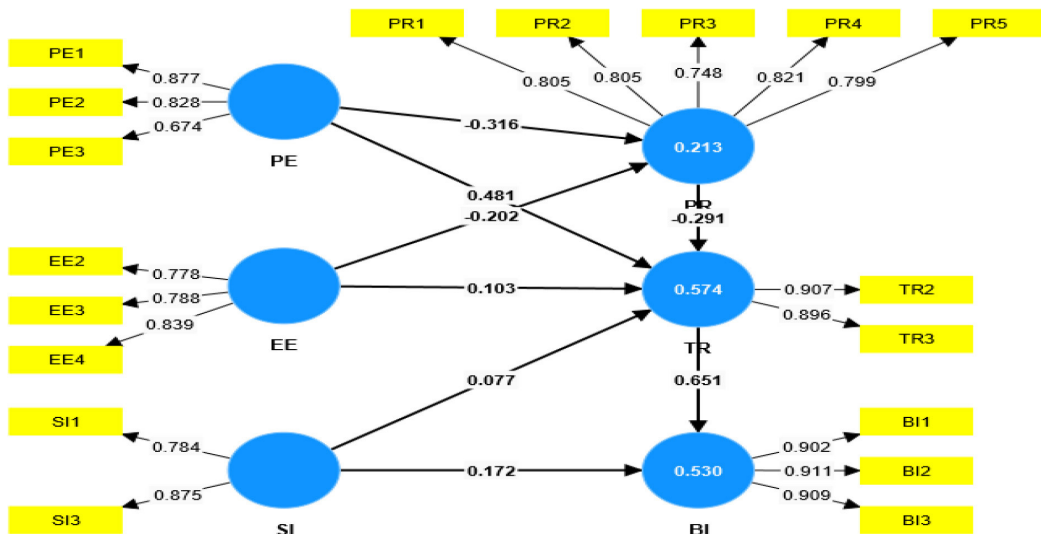 PR1
PR2
PR3
PR4
PR5
PE1
PE2
PE3
0.877
0.828
0.674
PE
0.805
0.805
0.748
0.821
0.799
-0.316
0.213
PR
0.481
-0.202
-0.291
EE2
EE3
EE4
0.778
0.788
0.839
EE
0.103
0.574
TR
0.907
0.896
TR2
TR3
0.077
0.651
SI1
SI3
0.784
0.875
SI
0.172
0.530
BI
0.902
0.911
0.909
BI1
BI2
BI3